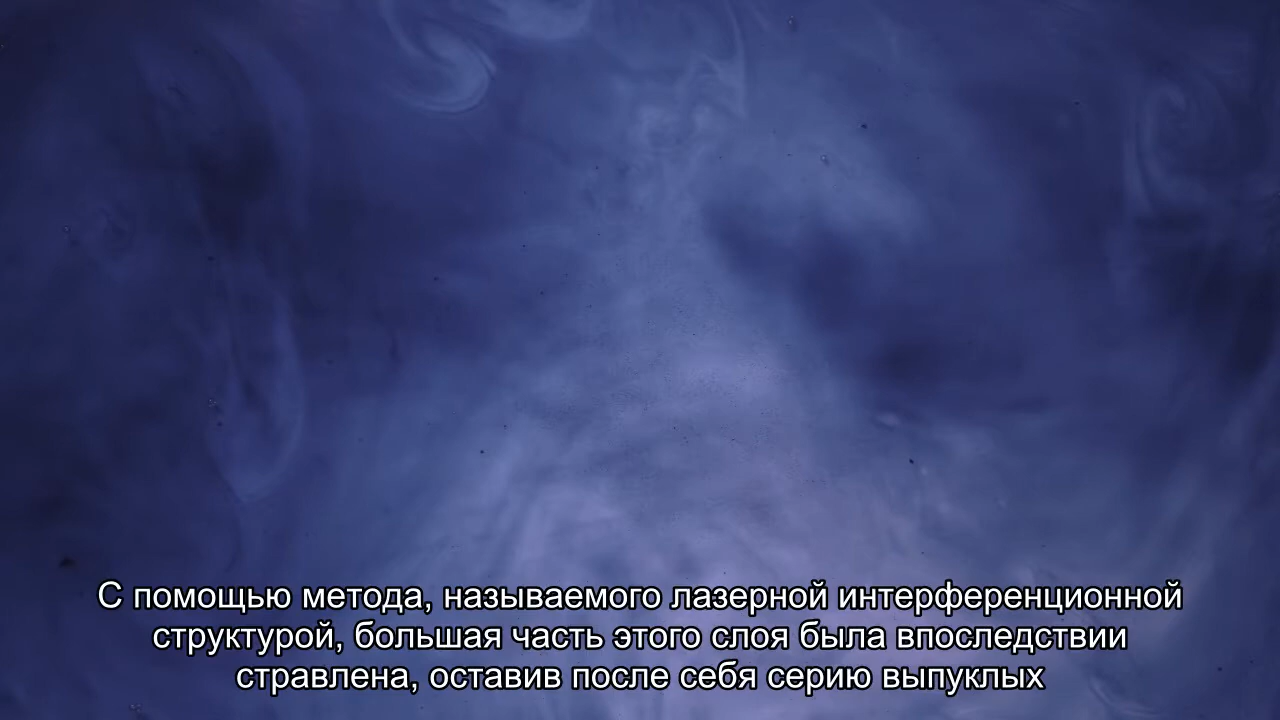 С помощью метода, называемого лазерной интерференционной
структурой, большая часть этого слоя была впоследствии
стравлена, оставив после себя серию выпуклых